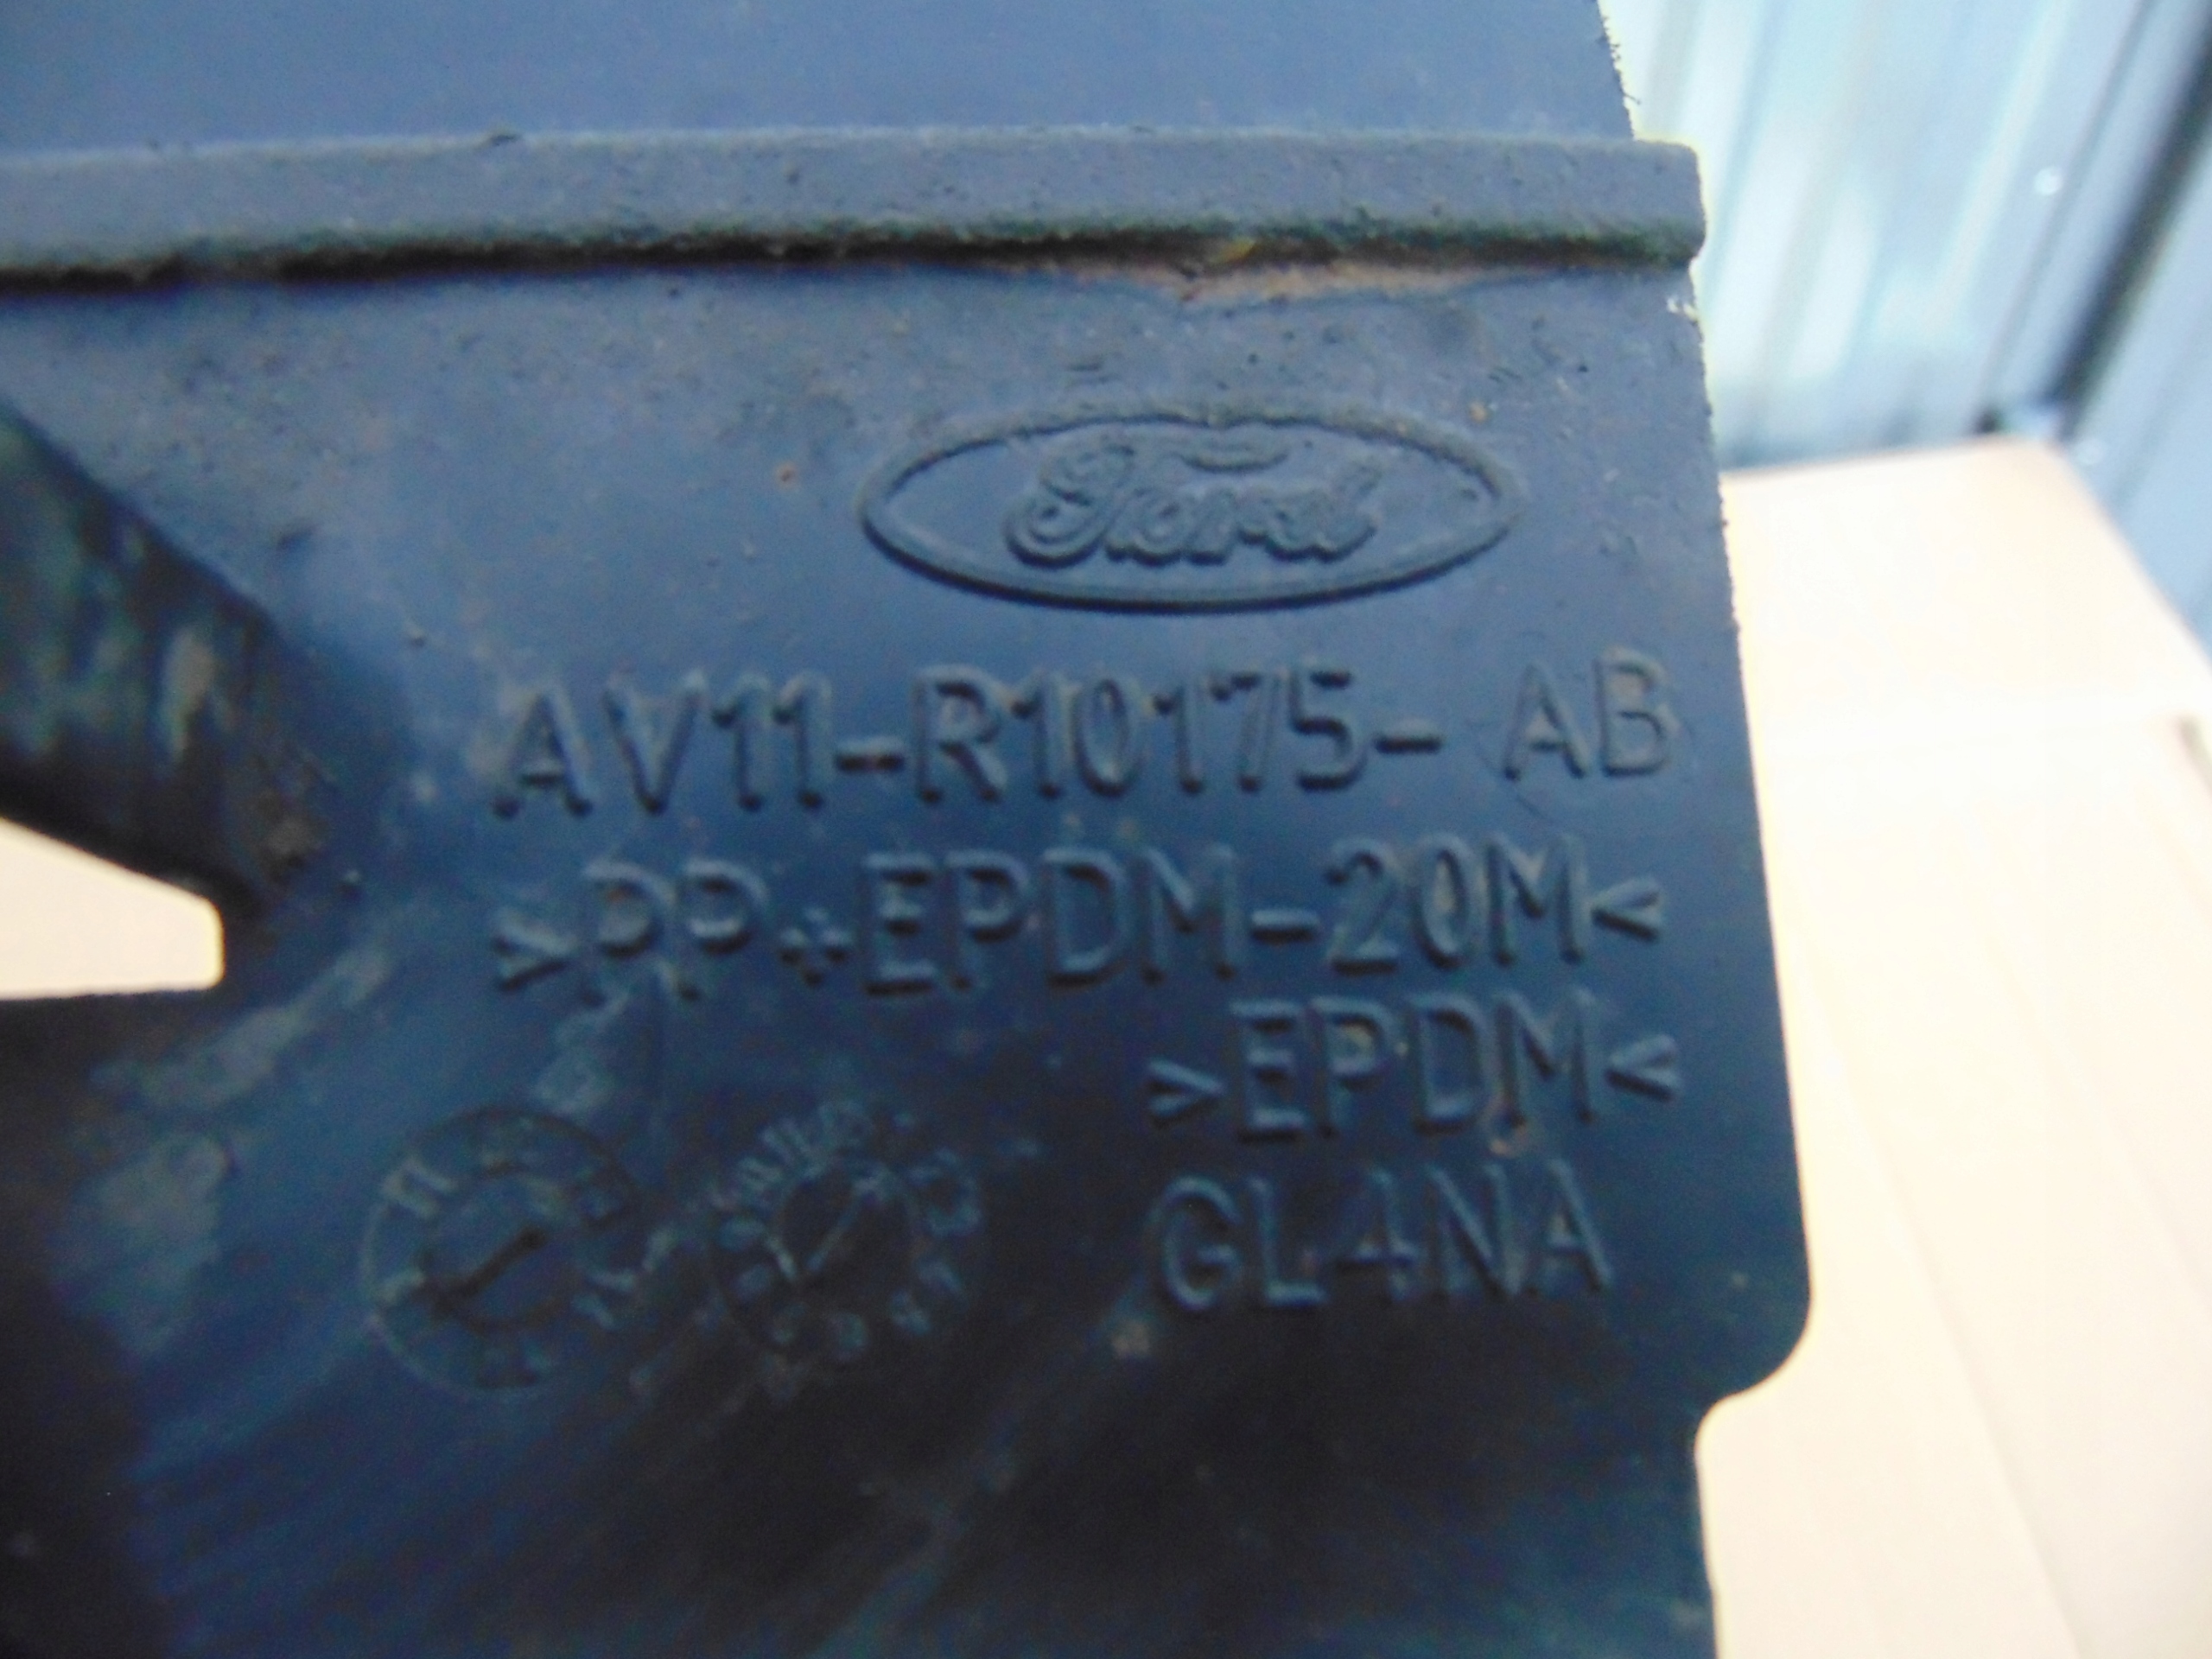 Ford
AV11-R10175- AB
>PP+EPDM-20M<
>EPDM<
GL4NA